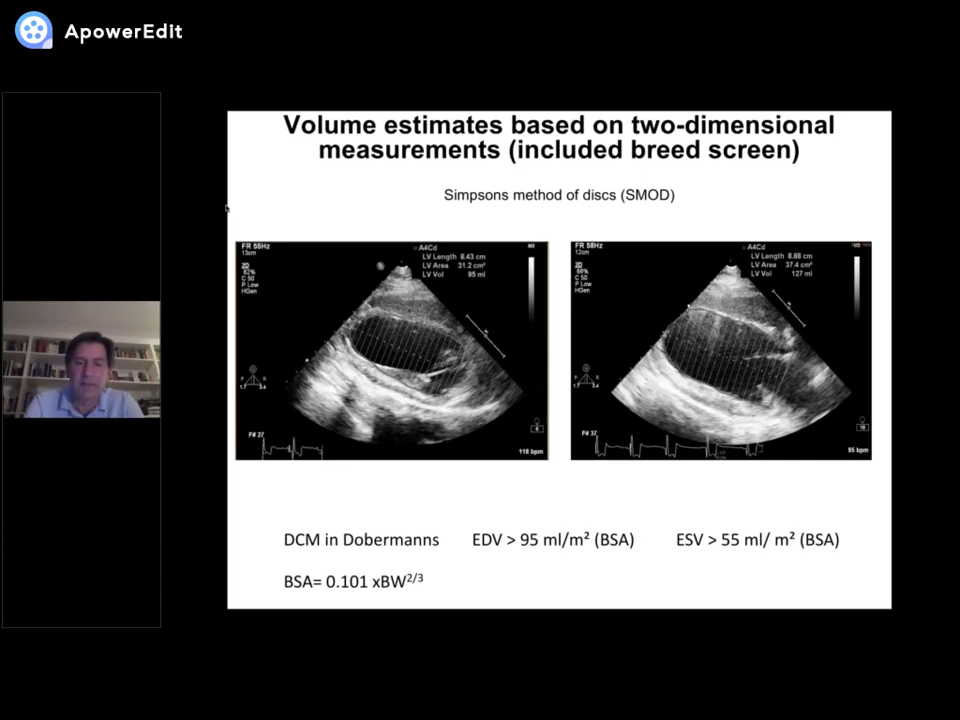 ApowerEdit
Volume estimates based on two-dimensional
measurements (included breed screen)
Simpsons method of discs (SMOD)
FR 55Hz
13cm
2D
62%
C 50
P Low
HGen
A4Cd
LV Length 8.43 cm
LV Area 31.2 cm²
LV Vol 95 ml
M3
F# 27
118 bpm
FR 58Hz
12cm
2D
66%
C 50
P Low
HGen
A4Cd
LV Length 8.88 cm
LV Area 37.4 cm²
LV Vol 127 ml
F# 37
95 bpm
DCM in Dobermanns EDV > 95 ml/m² (BSA) ESV > 55 ml/ m² (BSA)
BSA= 0.101 xBW²ᐟ³